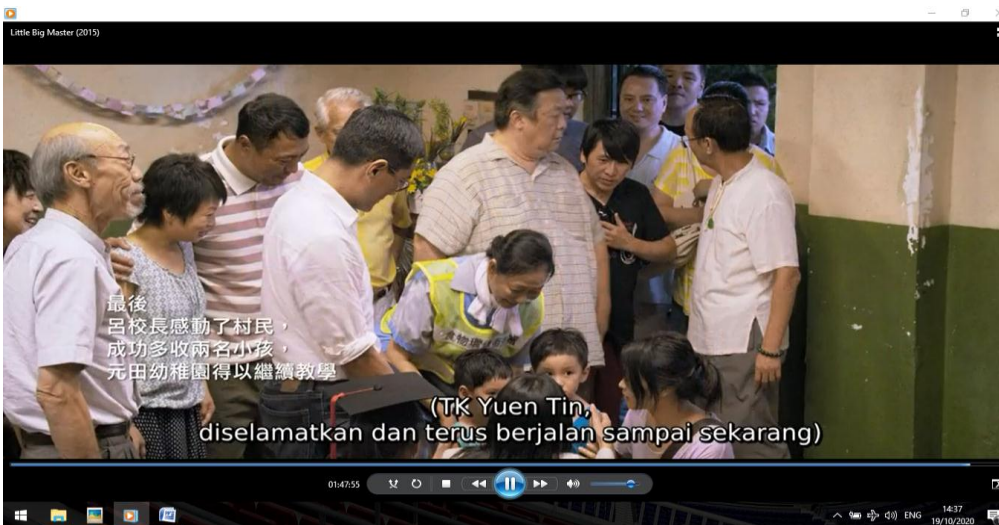 Little Big Master (2015)
最後
呂校長感動了村民，
成功多收兩名小孩，
元田幼稚園得以繼續教學
(TK Yuen Tin,
diselamatkan dan terus berjalan sampai sekarang)
01:47:55
ENG
14:37
19/10/2020